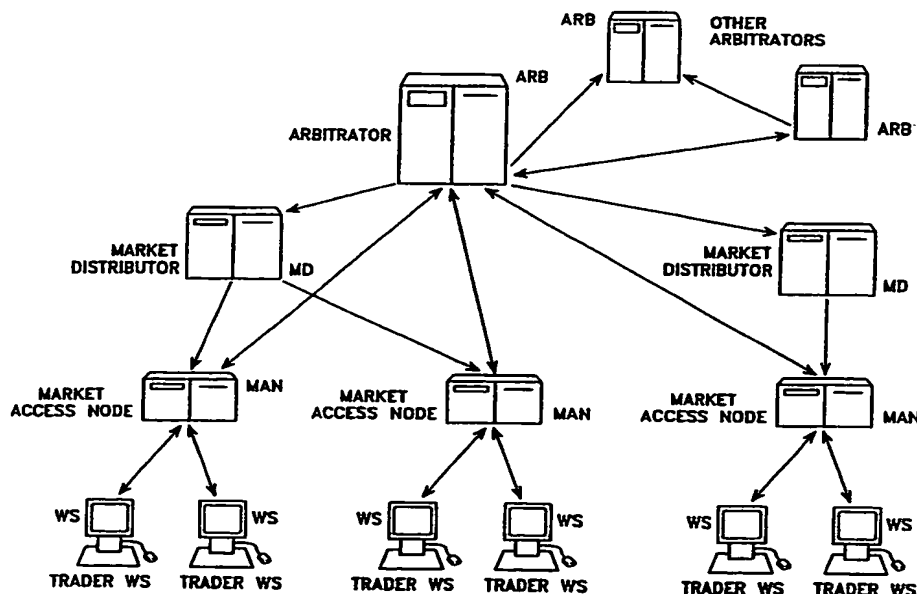 ARB
OTHER
ARBITRATORS
ARB
ARBITRATOR
ARB
MARKET
DISTRIBUTOR
MD
MARKET
DISTRIBUTOR
MD
MARKET
ACCESS NODE
MAN
MARKET
ACCESS NODE
MAN
MARKET
ACCESS NODE
MAN
WS
WS
WS
WS
WS
WS
TRADER WS
TRADER WS
TRADER WS
TRADER WS
TRADER WS
TRADER WS